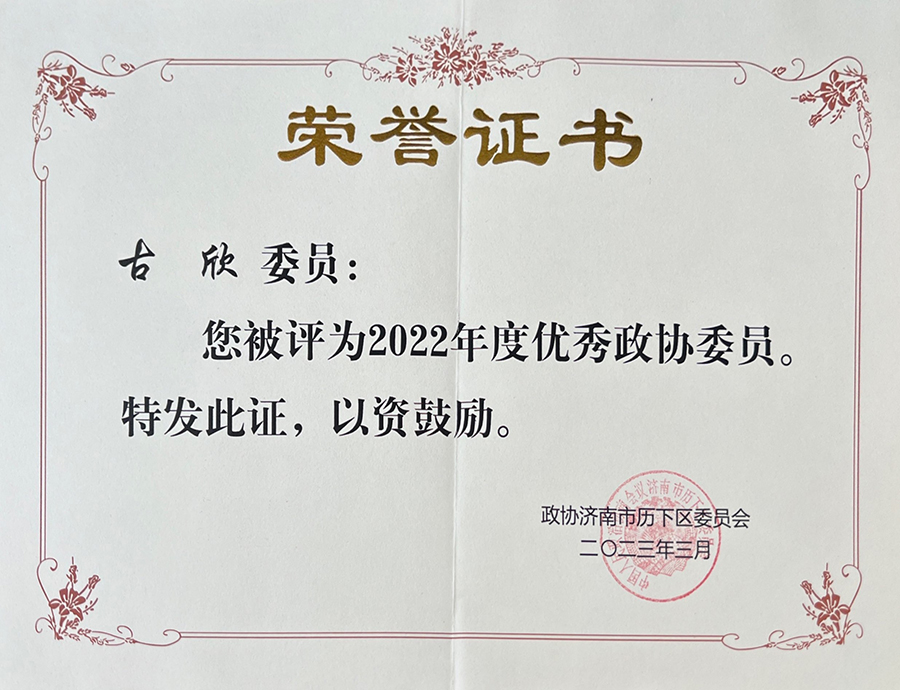 荣誉证书
古 欣 委员：
您被评为2022年度优秀政协委员。
特发此证，以资鼓励。
政协济南市历下区委员会
二〇二三年三月